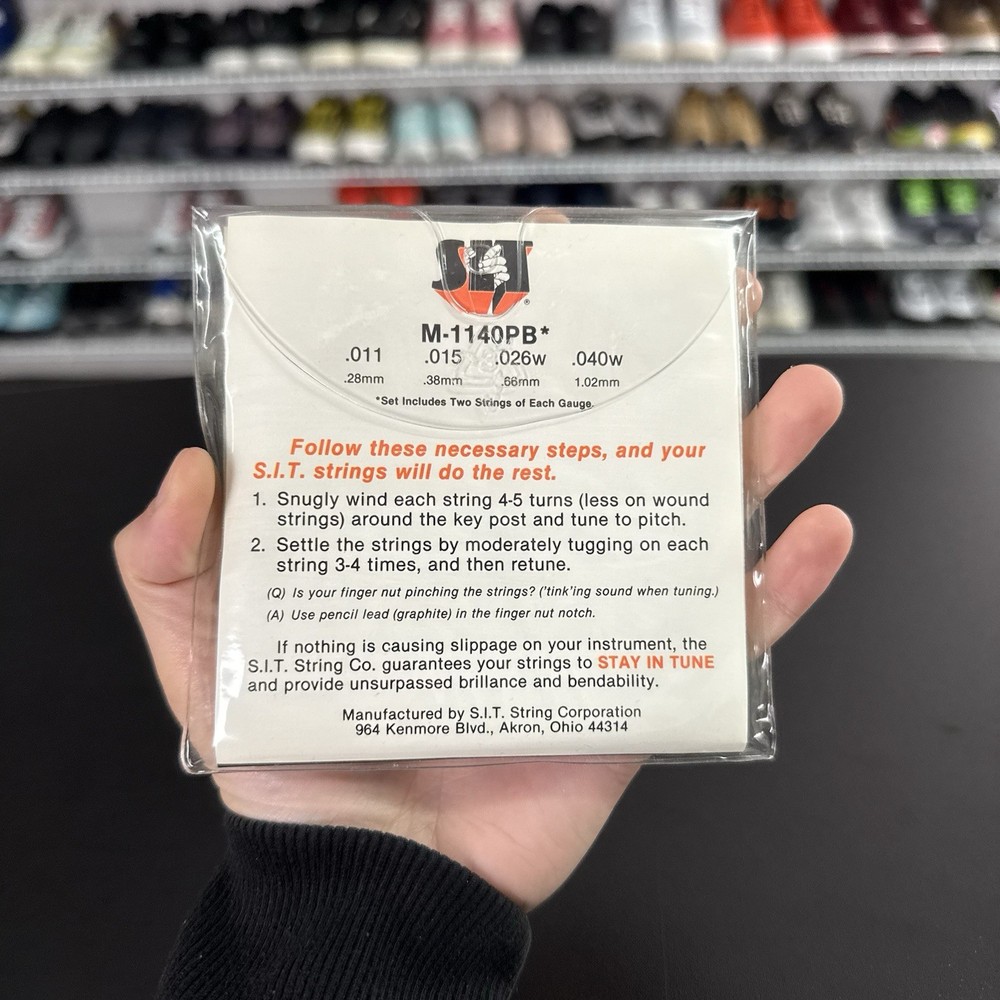 S.I.T
®
M-1140PB*
.011 .015 .026w .040w
.28mm .38mm .66mm 1.02mm
*Set Includes Two Strings of Each Gauge.
Follow these necessary steps, and your
S.I.T. strings will do the rest.
1. Snugly wind each string 4-5 turns (less on wound
strings) around the key post and tune to pitch.
2. Settle the strings by moderately tugging on each
string 3-4 times, and then retune.
(Q) Is your finger nut pinching the strings? ('tink'ing sound when tuning.)
(A) Use pencil lead (graphite) in the finger nut notch.
If nothing is causing slippage on your instrument, the
S.I.T. String Co. guarantees your strings to STAY IN TUNE
and provide unsurpassed brillance and bendability.
Manufactured by S.I.T. String Corporation
964 Kenmore Blvd., Akron, Ohio 44314